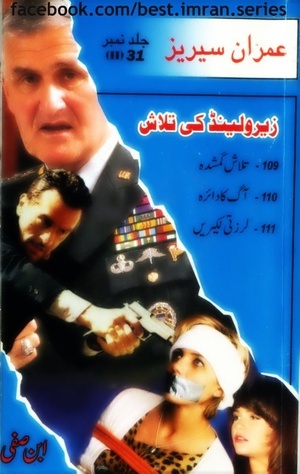 facebook.com/best.imran.series
عمران سیریز
جلد نمبر
31 (II)
زیرولینڈ کی تلاش
109- تلاش گمشدہ
110- آگ کا دائرہ
111- لرزتی لکیریں
ابن صفی